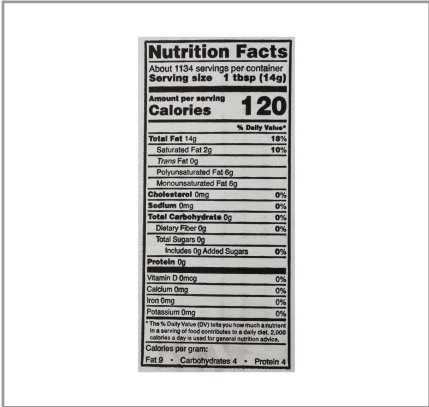 Nutrition Facts
About 1134 servings per container
Serving size 1 tbsp (14g)
Amount per serving
Calories 120
% Daily Value*
Total Fat 14g 18%
Saturated Fat 2g 10%
Trans Fat 0g
Polyunsaturated Fat 6g
Monounsaturated Fat 6g
Cholesterol 0mg 0%
Sodium 0mg 0%
Total Carbohydrate 0g 0%
Dietary Fiber 0g 0%
Total Sugars 0g
Includes 0g Added Sugars 0%
Protein 0g
Vitamin D 0mcg 0%
Calcium 0mg 0%
Iron 0mg 0%
Potassium 0mg 0%
* The % Daily Value (DV) tells you how much a nutrient
in a serving of food contributes to a daily diet. 2,000
calories a day is used for general nutrition advice.
Calories per gram:
Fat 9 • Carbohydrates 4 • Protein 4